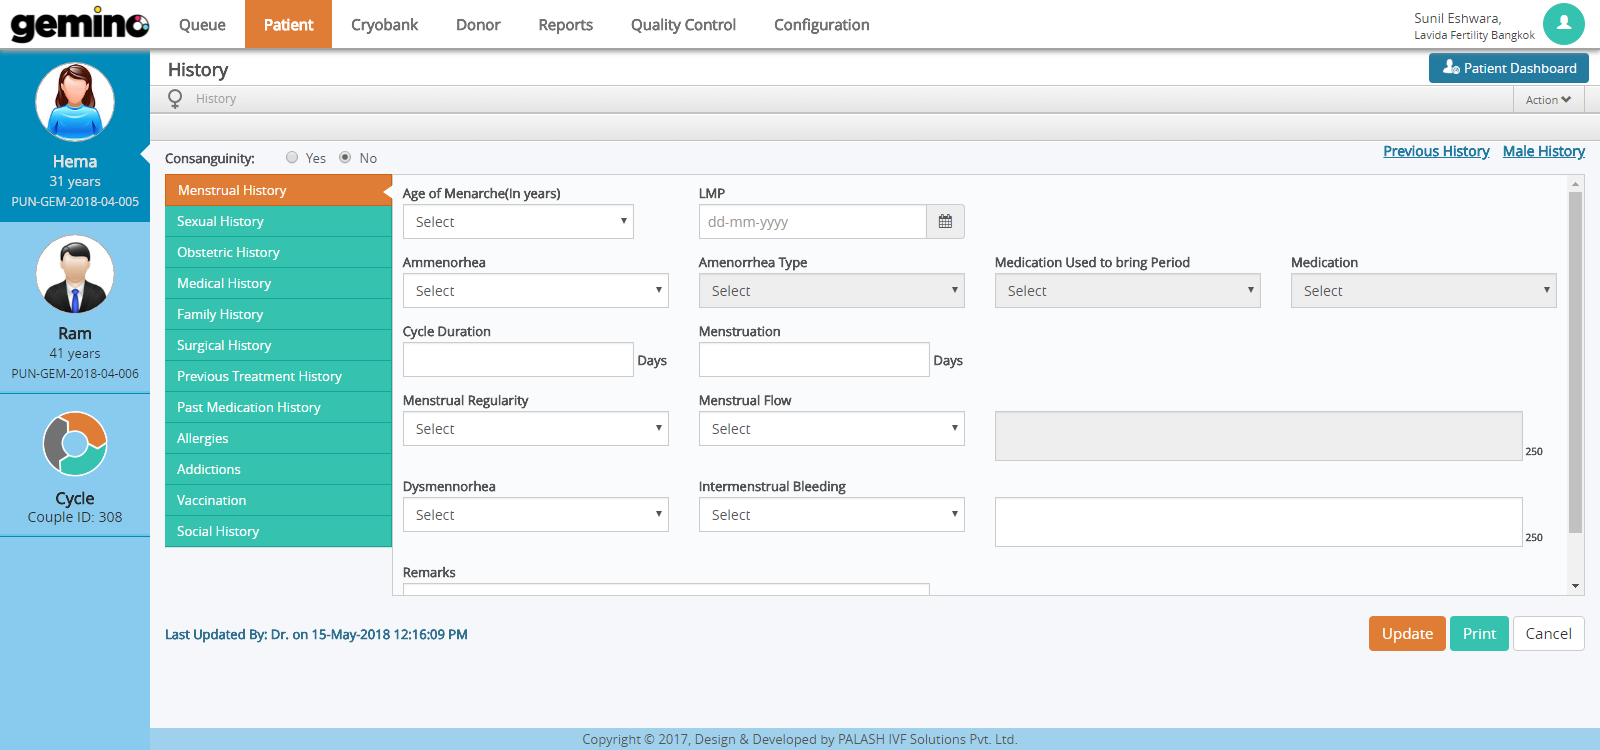 gemino
Queue Patient Cryobank Donor Reports Quality Control Configuration
Sunil Eshwara,
Lavida Fertility Bangkok
History
Patient Dashboard
History
Action
Hema
31 years
PUN-GEM-2018-04-005
Ram
41 years
PUN-GEM-2018-04-006
Cycle
Couple ID: 308
Consanguinity: Yes No
Previous History Male History
Menstrual History
Sexual History
Obstetric History
Medical History
Family History
Surgical History
Previous Treatment History
Past Medication History
Allergies
Addictions
Vaccination
Social History
Age of Menarche(In years) LMP
Select dd-mm-yyyy
Ammenorhea Amenorrhea Type Medication Used to bring Period Medication
Select Select Select Select
Cycle Duration Menstruation
Days Days
Menstrual Regularity Menstrual Flow
Select Select
250
Dysmennorhea Intermenstrual Bleeding
Select Select
250
Remarks
Last Updated By: Dr. on 15-May-2018 12:16:09 PM
Update Print Cancel
Copyright © 2017, Design & Developed by PALASH IVF Solutions Pvt. Ltd.